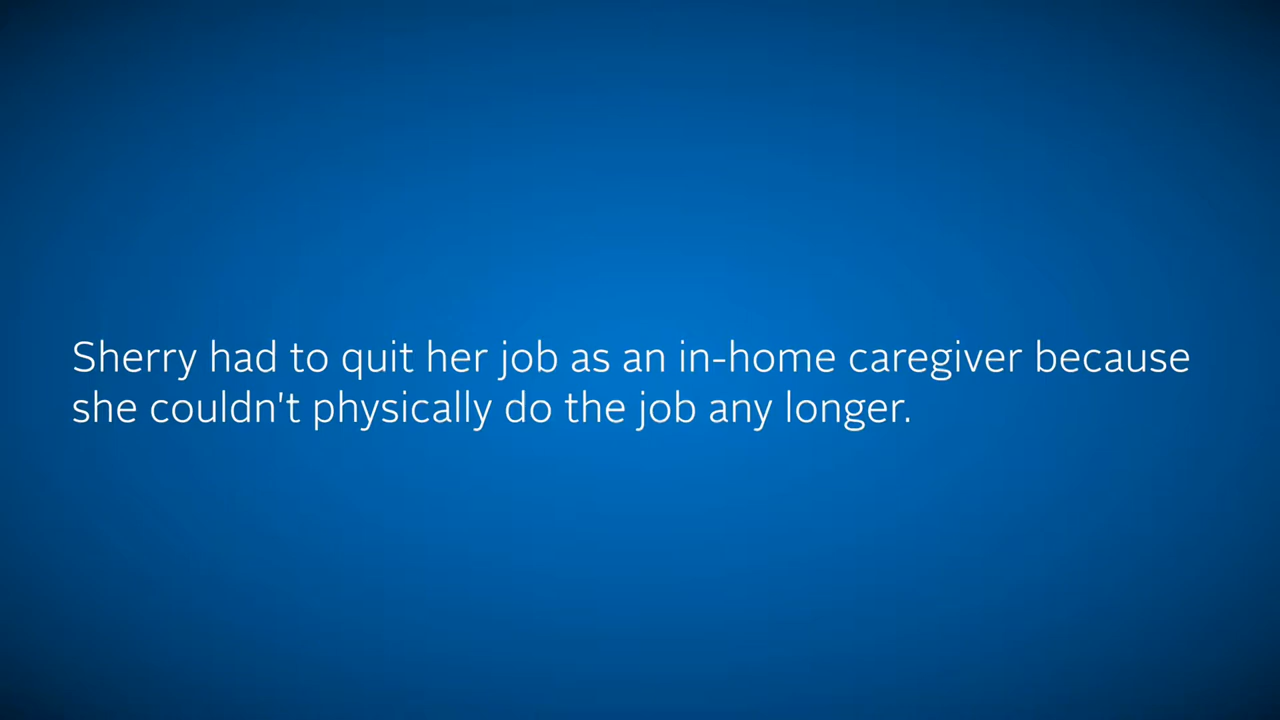 Sherry had to quit her job as an in-home caregiver because
she couldn't physically do the job any longer.